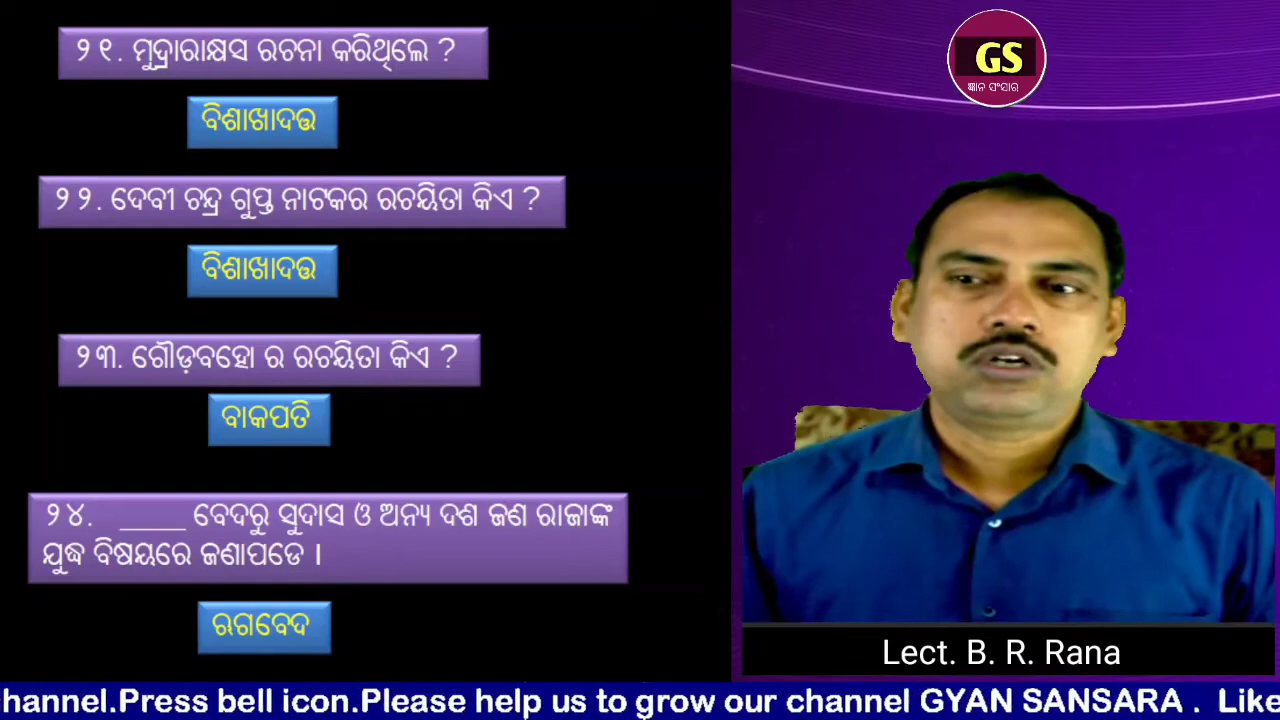 ୨୧. ମୁଦ୍ରାରାକ୍ଷସ ରଚନା କରିଥିଲେ ?
ବିଶାଖାଦତ୍ତ
୨୨. ଦେବୀ ଚନ୍ଦ୍ର ଗୁପ୍ତ ନାଟକର ରଚୟିତା କିଏ ?
ବିଶାଖାଦତ୍ତ
୨୩. ଗୌଡ଼ବହୋ ର ରଚୟିତା କିଏ ?
ବାକପତି
୨୪. _____ ବେଦରୁ ସୁଦାସ ଓ ଅନ୍ୟ ଦଶ ଜଣ ରାଜାଙ୍କ
ଯୁଦ୍ଧ ବିଷୟରେ ଜଣାପଡେ ।
ଋଗବେଦ
GS
ଜ୍ଞାନ ସଂସାର
Lect. B. R. Rana
channel.Press bell icon.Please help us to grow our channel GYAN SANSARA . Like